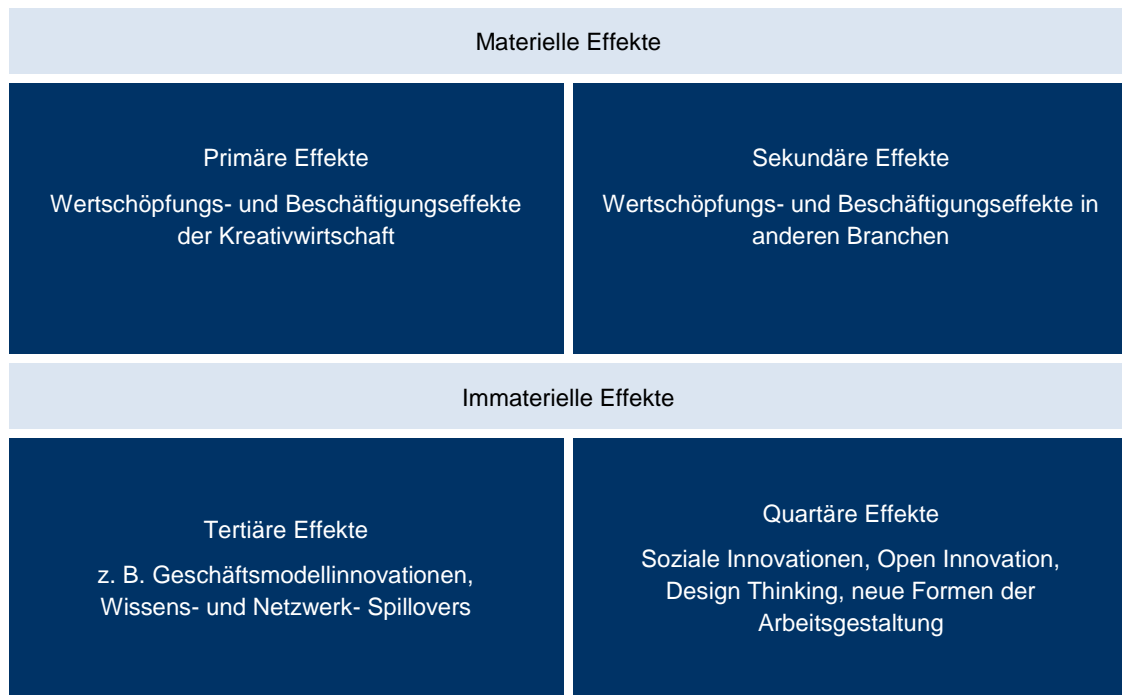 Materielle Effekte
Primäre Effekte
Wertschöpfungs- und Beschäftigungseffekte
der Kreativwirtschaft
Sekundäre Effekte
Wertschöpfungs- und Beschäftigungseffekte in
anderen Branchen
Immaterielle Effekte
Tertiäre Effekte
z. B. Geschäftsmodellinnovationen,
Wissens- und Netzwerk- Spillovers
Quartäre Effekte
Soziale Innovationen, Open Innovation,
Design Thinking, neue Formen der
Arbeitsgestaltung